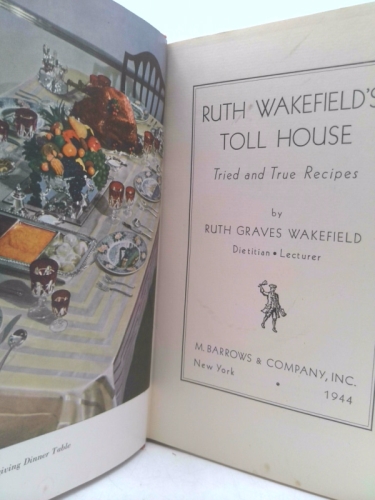 Dinner Table
RUTH WAKEFIELD'S
TOLL HOUSE
Tried and True Recipes
by
RUTH GRAVES WAKEFIELD
Dietitian • Lecturer
M. BARROWS & COMPANY, INC.
New York • 1944